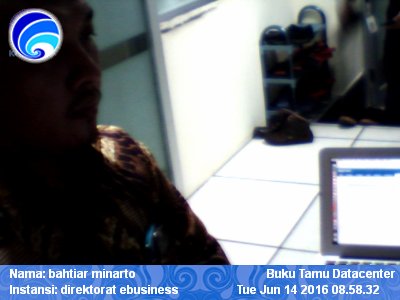 Nama: bahtiar minarto
Buku Tamu Datacenter
Instansi: direktorat ebusiness
Tue Jun 14 2016 08.58.32